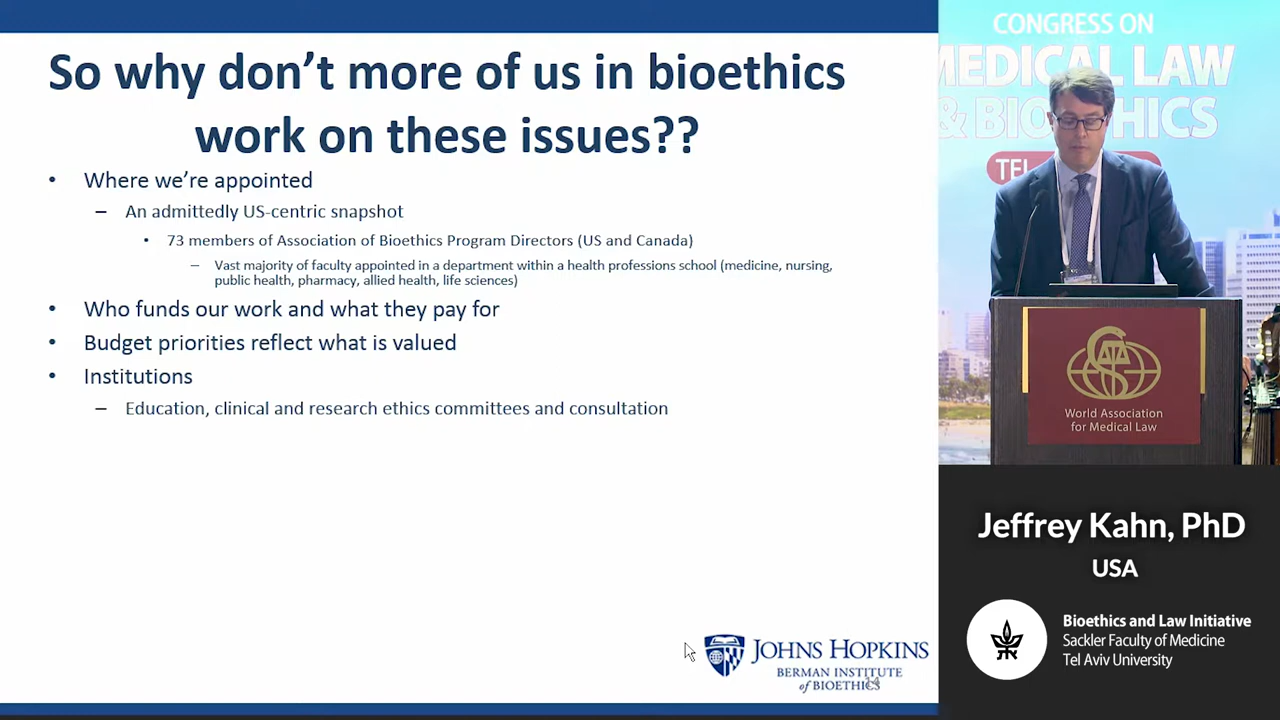 So why don't more of us in bioethics
work on these issues??
• Where we're appointed
– An admittedly US-centric snapshot
• 73 members of Association of Bioethics Program Directors (US and Canada)
– Vast majority of faculty appointed in a department within a health professions school (medicine, nursing,
public health, pharmacy, allied health, life sciences)
• Who funds our work and what they pay for
• Budget priorities reflect what is valued
• Institutions
– Education, clinical and research ethics committees and consultation
JOHNS HOPKINS
BERMAN INSTITUTE
of BIOETHICS
14
CONGRESS ON
MEDICAL LAW
& BIOETHICS
TEL
World Association
for Medical Law
Jeffrey Kahn, PhD
USA
Bioethics and Law Initiative
Sackler Faculty of Medicine
Tel Aviv University